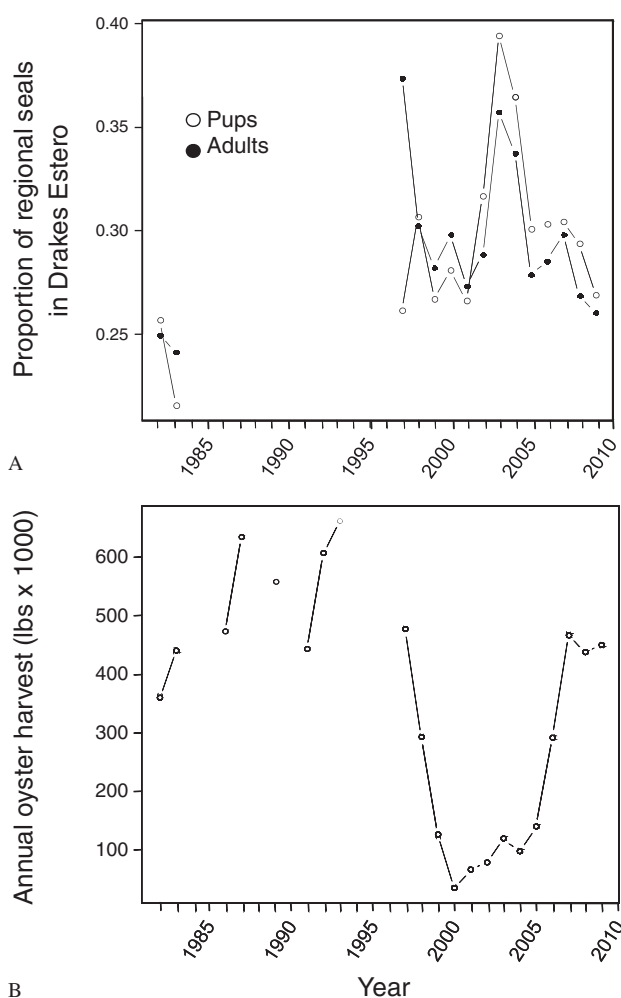 0.40
0.35
0.30
0.25
Proportion of regional seals
in Drakes Estero
Pups
Adults
1985
1990
1995
2000
2005
2010
A
600
500
400
300
200
100
Annual oyster harvest (lbs x 1000)
1985
1990
1995
2000
2005
2010
B
Year